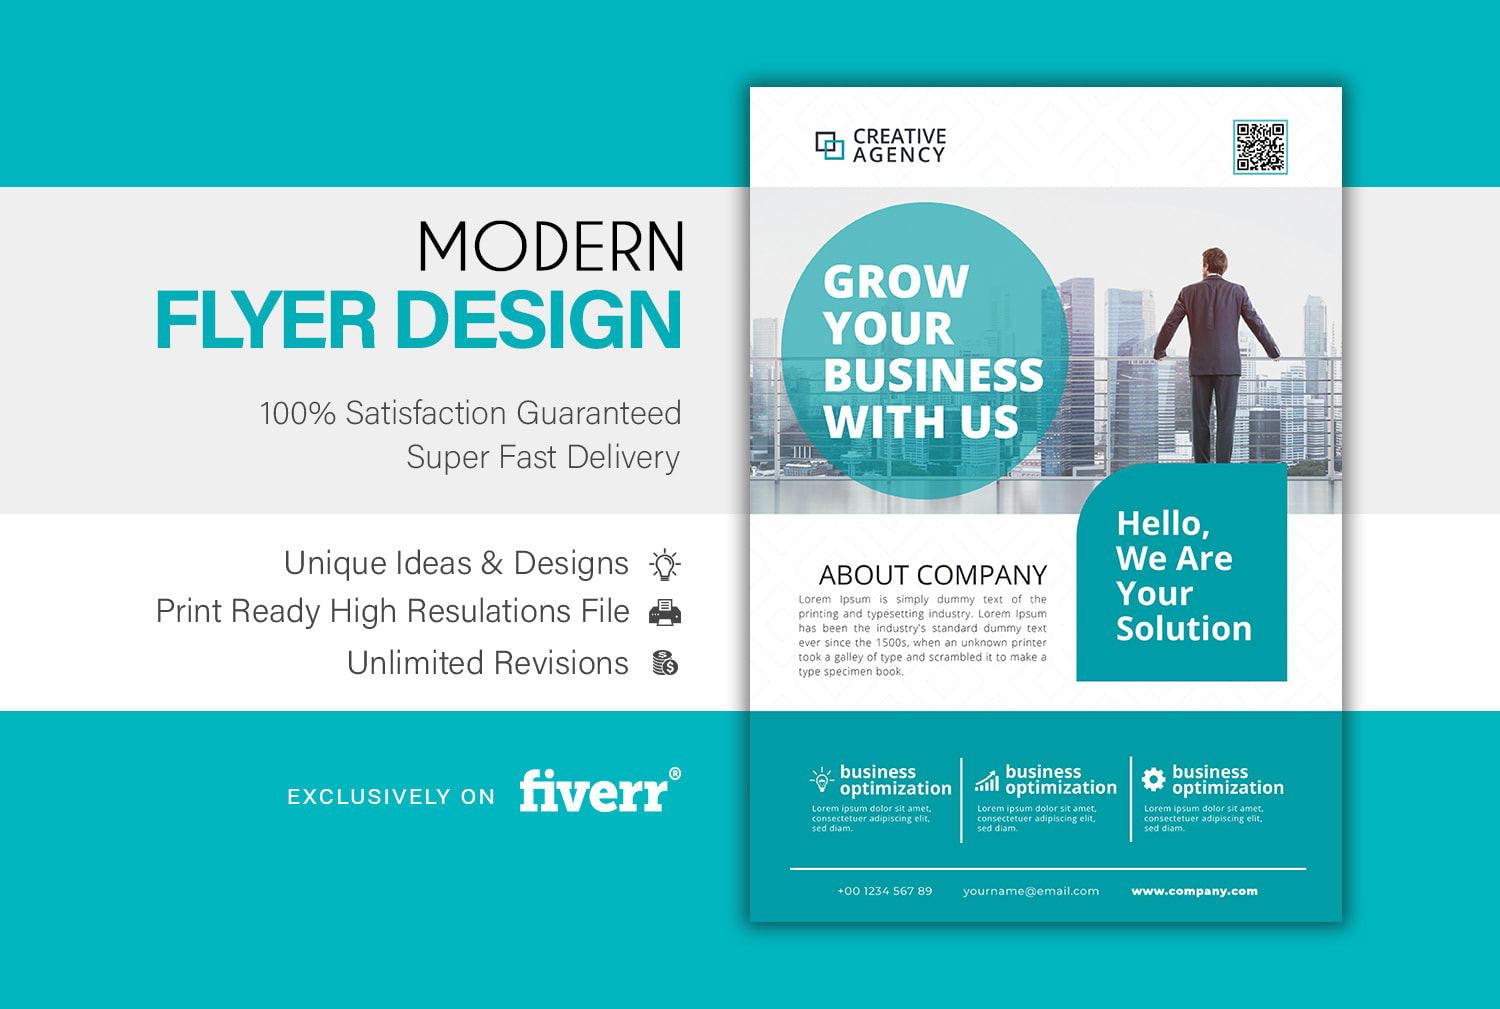 MODERN
FLYER DESIGN
100% Satisfaction Guaranteed
Super Fast Delivery
Unique Ideas & Designs
Print Ready High Resulations File
Unlimited Revisions
EXCLUSIVELY ON fiverr®
CREATIVE
AGENCY
GROW
YOUR
BUSINESS
WITH US
Hello,
We Are
Your
Solution
ABOUT COMPANY
Lorem Ipsum is simply dummy text of the
printing and typesetting industry. Lorem Ipsum
has been the industry's standard dummy text
ever since the 1500s, when an unknown printer
took a galley of type and scrambled it to make a
type specimen book.
business
optimization
Lorem ipsum dolor sit amet,
consectetuer adipiscing elit,
sed diam.
business
optimization
Lorem ipsum dolor sit amet,
consectetuer adipiscing elit,
sed diam.
business
optimization
Lorem ipsum dolor sit amet,
consectetuer adipiscing elit,
sed diam.
+00 1234 567 89 yourname@email.com www.company.com